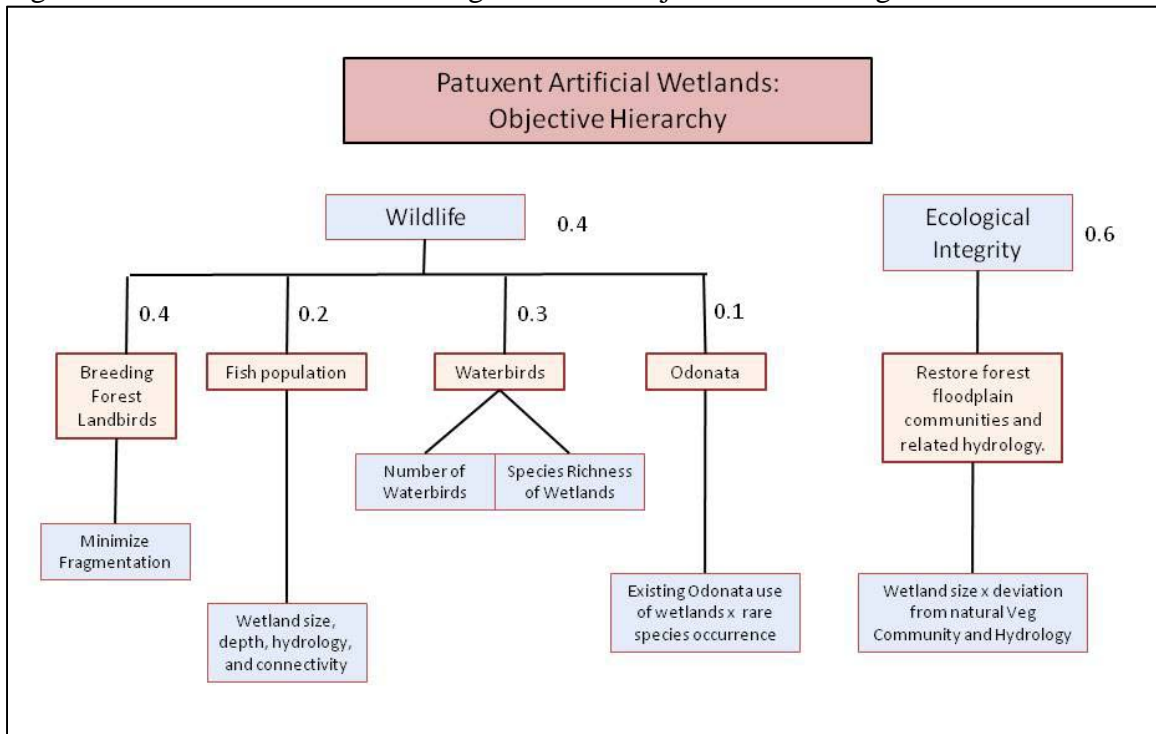 Patuxent Artificial Wetlands:
Objective Hierarchy
Wildlife
0.4
Ecological
Integrity
0.6
0.4
0.2
0.3
0.1
Breeding
Forest
Landbirds
Fish population
Waterbirds
Odonata
Restore forest
floodplain
communities and
related hydrology.
Number of
Waterbirds
Species Richness
of Wetlands
Minimize
Fragmentation
Wetland size,
depth, hydrology,
and connectivity
Existing Odonata use
of wetlands x rare
species occurrence
Wetland size x deviation
from natural Veg
Community and Hydrology